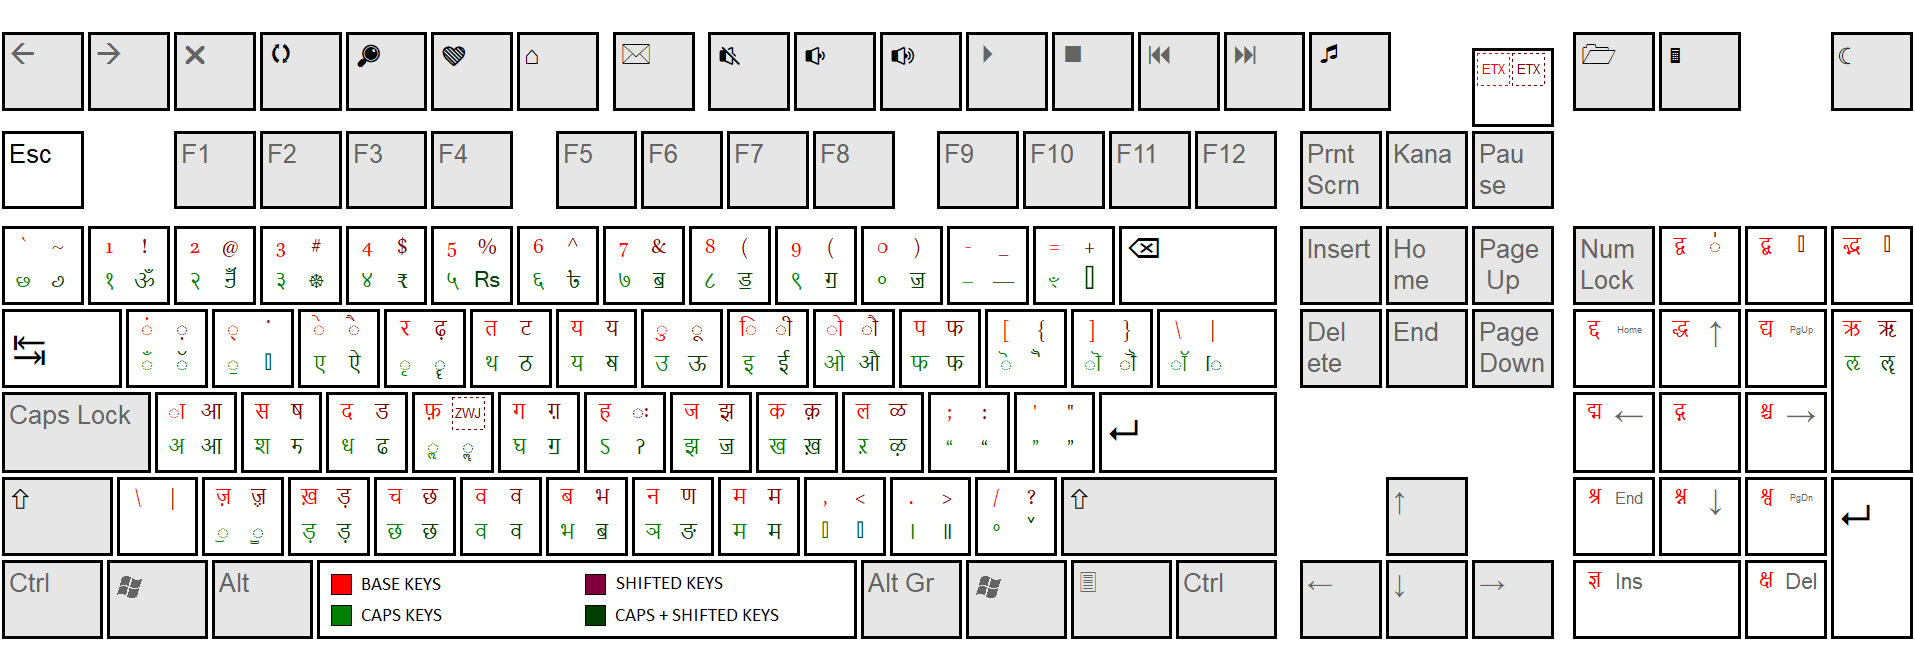 ETX ETX
Esc F1 F2 F3 F4 F5 F6 F7 F8 F9 F10 F11 F12 Prnt Kana Pau
Scrn se
` ~ 1 ! 2 @ 3 # 4 $ 5 % 6 ^ 7 & 8 ( 9 ( 0 ) - _ = + Insert Ho Page Num द्व
१ ॐ २ ३ ४ ₹ ५ Rs ६ ७ ॿ ८ ॾ ९ ॻ ० ॼ – — me Up Lock
ं ़ ् े ै र ढ़ त ट य य ु ू ि ी ो ौ प फ [ { ] } \ | Del End Page द्द Home द्ध ↑ द्य PgUp ऋ ॠ
ँ ए ऐ ृ ॄ थ ठ य ष उ ऊ इ ई ओ औ फ फ ete Down ऌ ॡ
Caps Lock ा आ स ष द ड फ़ ZWJ ग ग़ ह ः ज झ क क़ ल ळ ; : ' " द्म ← द्ग श्च →
अ आ श ध ढ ॢ ॣ घ ॻ ऽ ॽ झ ॼ ख ख़ ऱ “ “ ” ”
\ | ज़ ख़ ड़ च छ व व ब भ न ण म म , < . > / ? ↑ श्र End श्न ↓ श्व PgDn
ड़ ड़ छ छ व व भ ॿ ञ ङ म म । ॥ °
Ctrl Alt BASE KEYS SHIFTED KEYS Alt Gr Ctrl ← ↓ → ज्ञ Ins क्ष Del
CAPS KEYS CAPS + SHIFTED KEYS